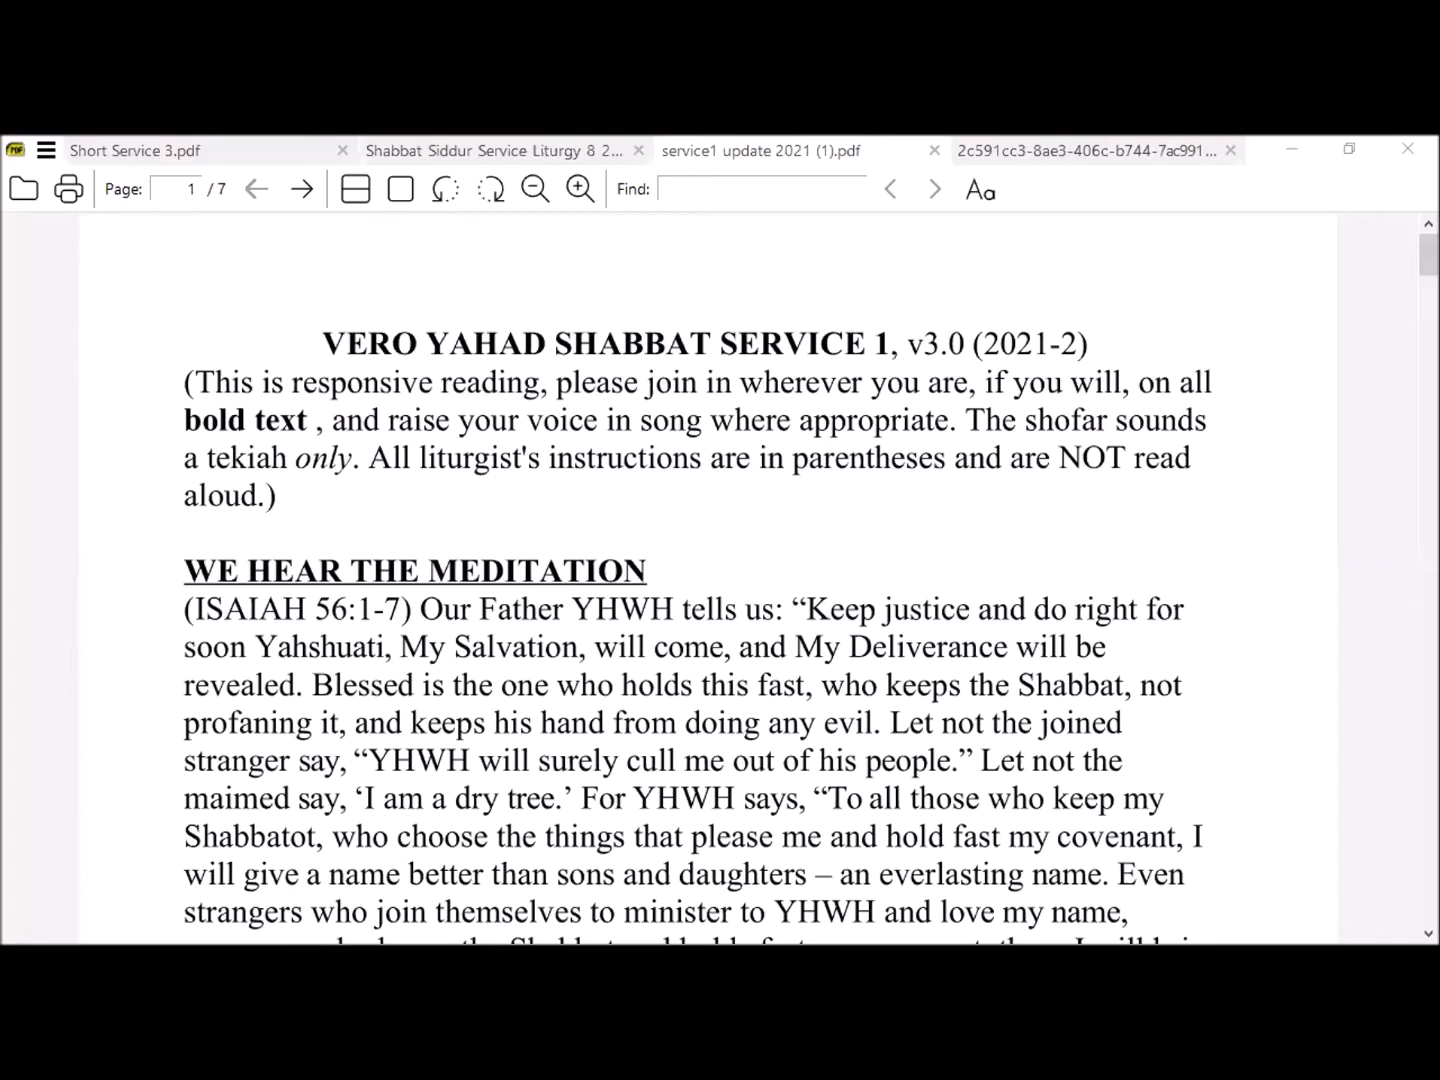 Short Service 3.pdf
Shabbat Siddur Service Liturgy 8 2...
service1 update 2021 (1).pdf
2c591cc3-8ae3-406c-b744-7ac991...
Page: 1 / 7
Find:
Aa
VERO YAHAD SHABBAT SERVICE 1, v3.0 (2021-2)
(This is responsive reading, please join in wherever you are, if you will, on all
bold text , and raise your voice in song where appropriate. The shofar sounds
a tekiah only. All liturgist's instructions are in parentheses and are NOT read
aloud.)
WE HEAR THE MEDITATION
(ISAIAH 56:1-7) Our Father YHWH tells us: “Keep justice and do right for
soon Yahshuati, My Salvation, will come, and My Deliverance will be
revealed. Blessed is the one who holds this fast, who keeps the Shabbat, not
profaning it, and keeps his hand from doing any evil. Let not the joined
stranger say, “YHWH will surely cull me out of his people.” Let not the
maimed say, ‘I am a dry tree.’ For YHWH says, “To all those who keep my
Shabbatot, who choose the things that please me and hold fast my covenant, I
will give a name better than sons and daughters – an everlasting name. Even
strangers who join themselves to minister to YHWH and love my name,